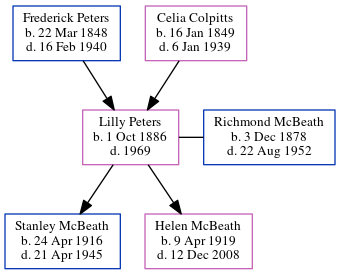 Frederick Peters
b. 22 Mar 1848
d. 16 Feb 1940
Celia Colpitts
b. 16 Jan 1849
d. 6 Jan 1939
Lilly Peters
b. 1 Oct 1886
d. 1969
Richmond McBeath
b. 3 Dec 1878
d. 22 Aug 1952
Stanley McBeath
b. 24 Apr 1916
d. 21 Apr 1945
Helen McBeath
b. 9 Apr 1919
d. 12 Dec 2008